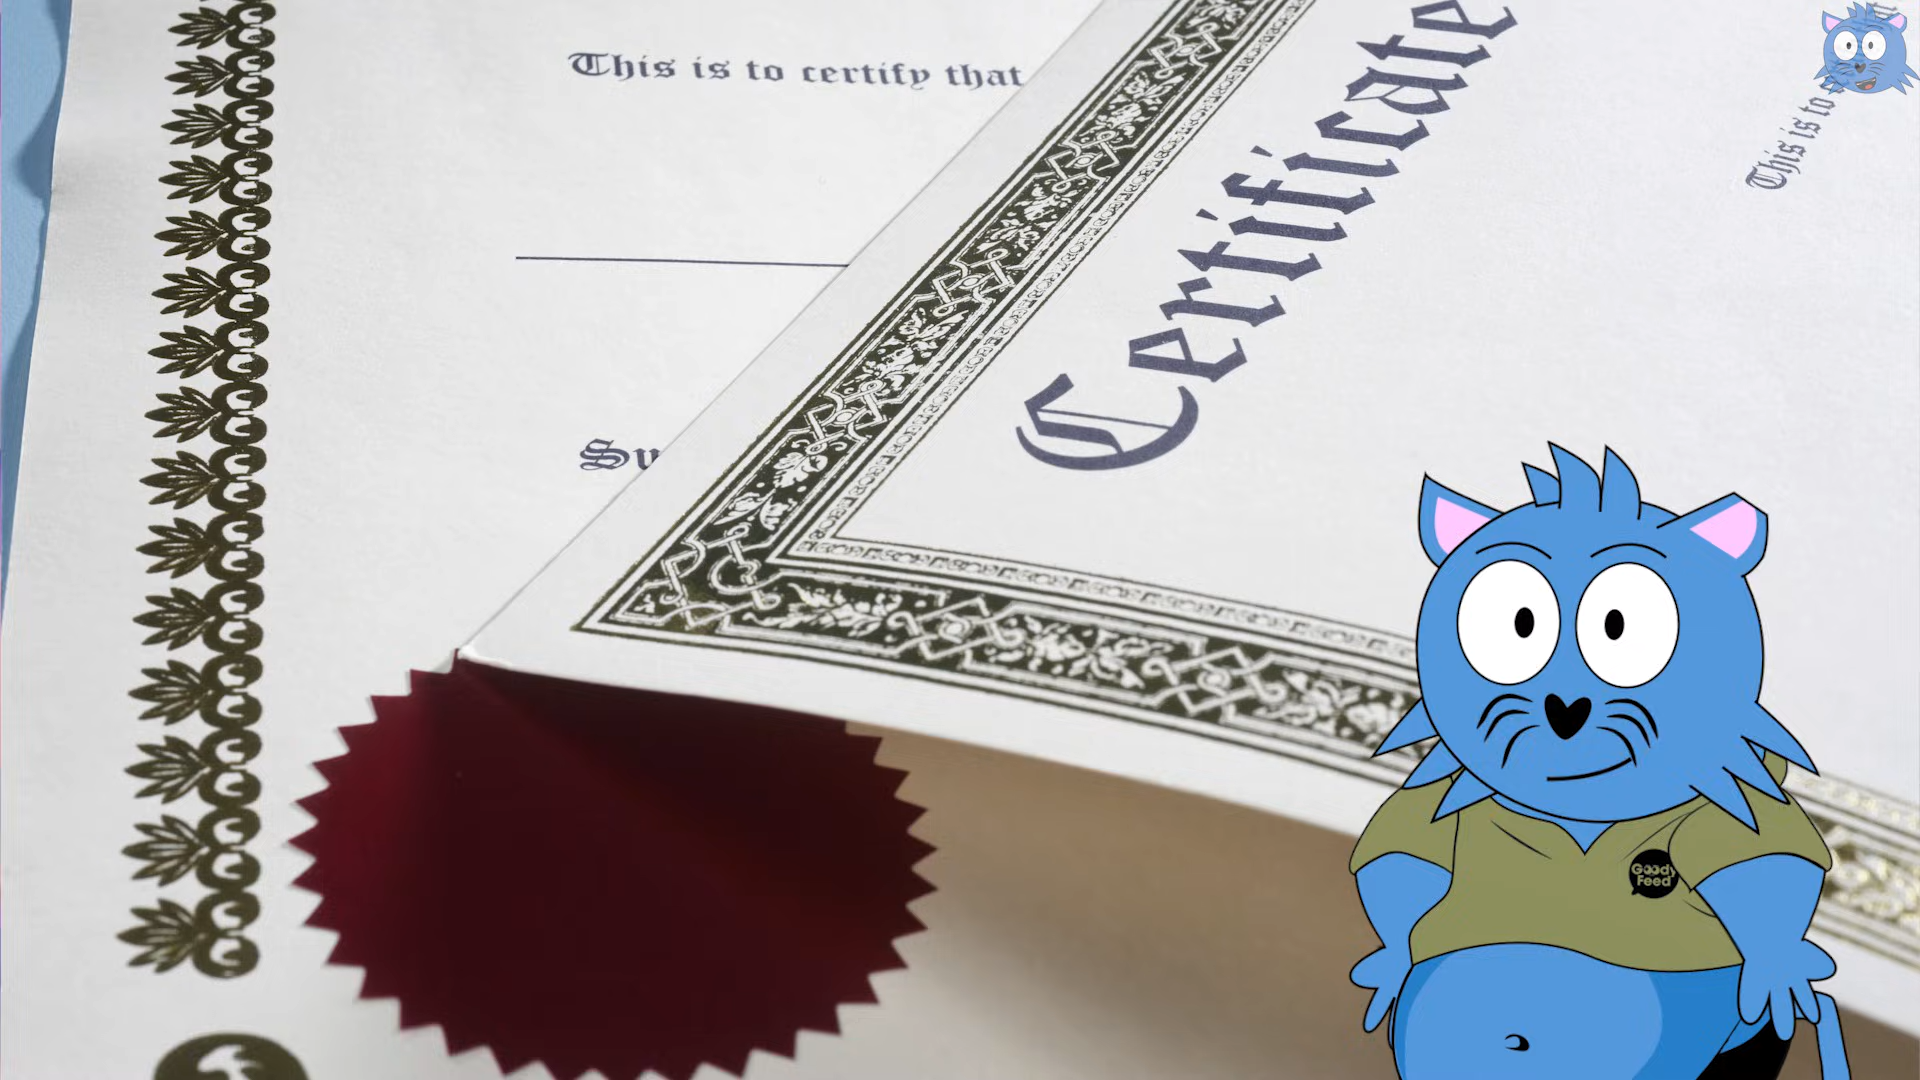 This is to certify that
Certificate
This is to
Goody
Feed